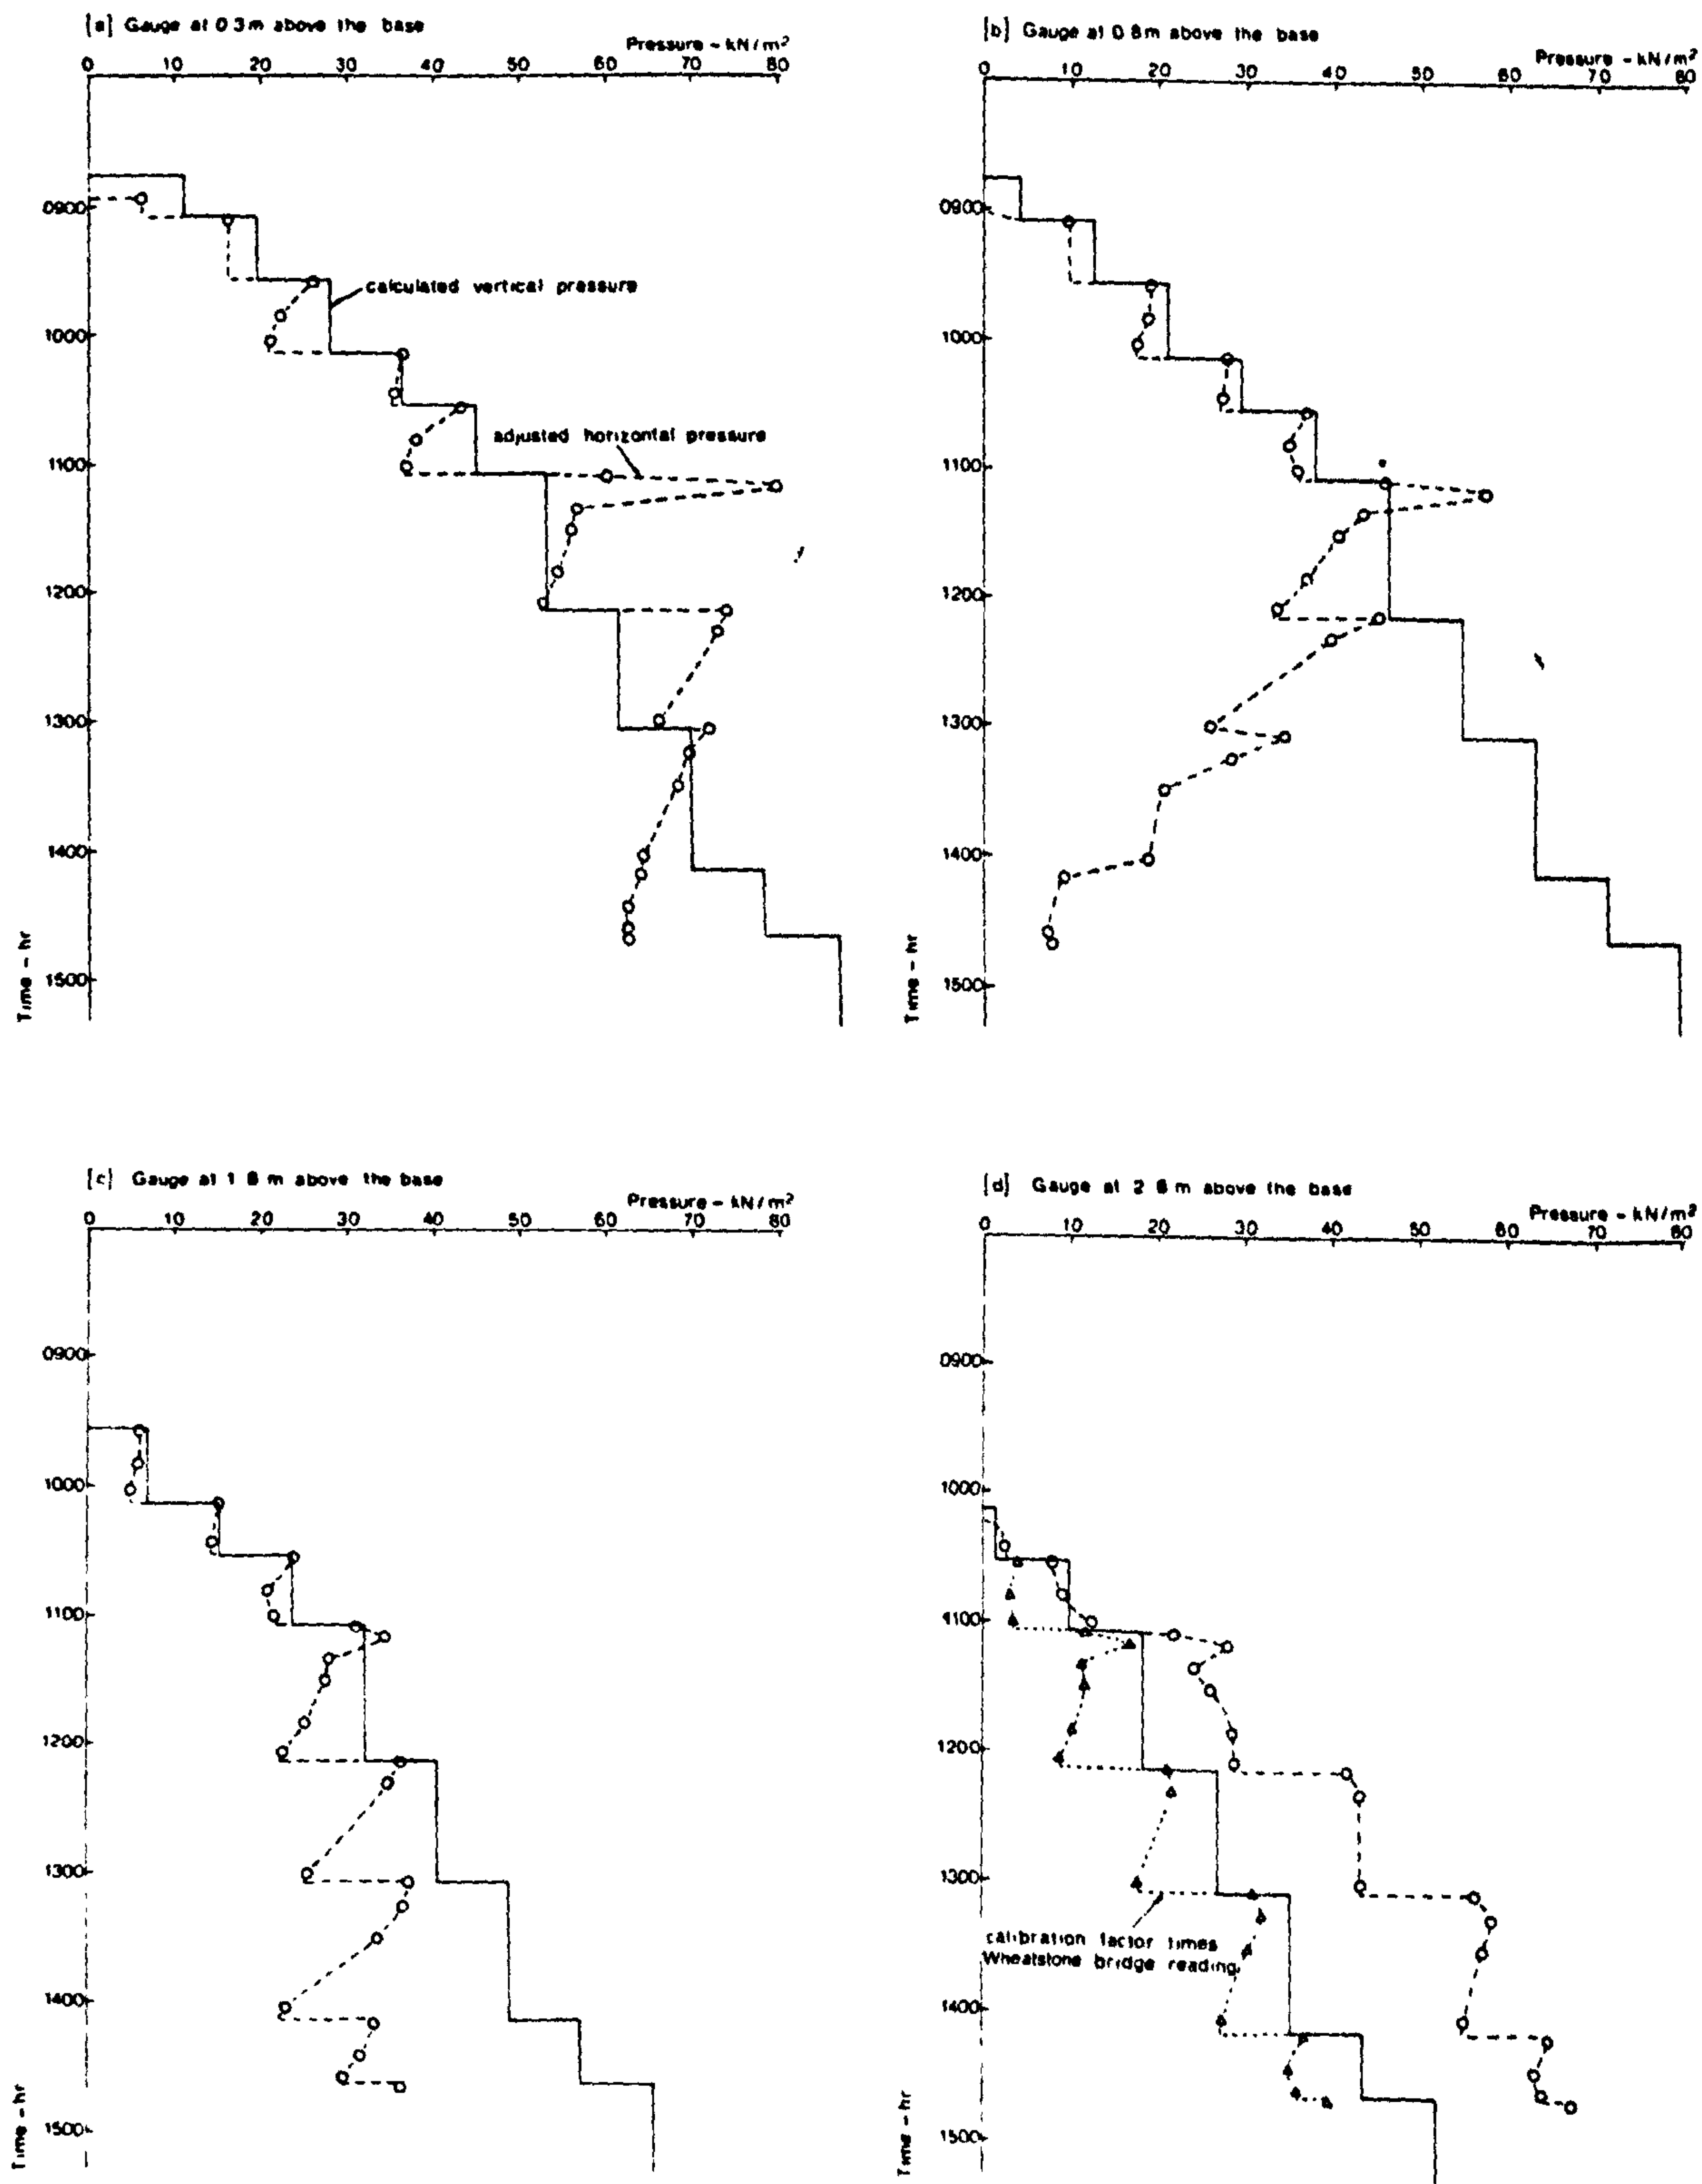 [a] Gauge at 0.3m above the base
Pressure - kN/m²
0 10 20 30 40 50 60 70 80
0900
1000
1100
1200
1300
1400
1500
Time - hr
calculated vertical pressure
adjusted horizontal pressure
[b] Gauge at 0.8m above the base
Pressure - kN/m²
0 10 20 30 40 50 60 70 80
0900
1000
1100
1200
1300
1400
1500
Time - hr
[c] Gauge at 1.8 m above the base
Pressure - kN/m²
0 10 20 30 40 50 60 70 80
0900
1000
1100
1200
1300
1400
1500
Time - hr
[d] Gauge at 2.8 m above the base
Pressure - kN/m²
0 10 20 30 40 50 60 70 80
0900
1000
1100
1200
1300
1400
1500
Time - hr
calibration factor times
Wheatstone bridge reading